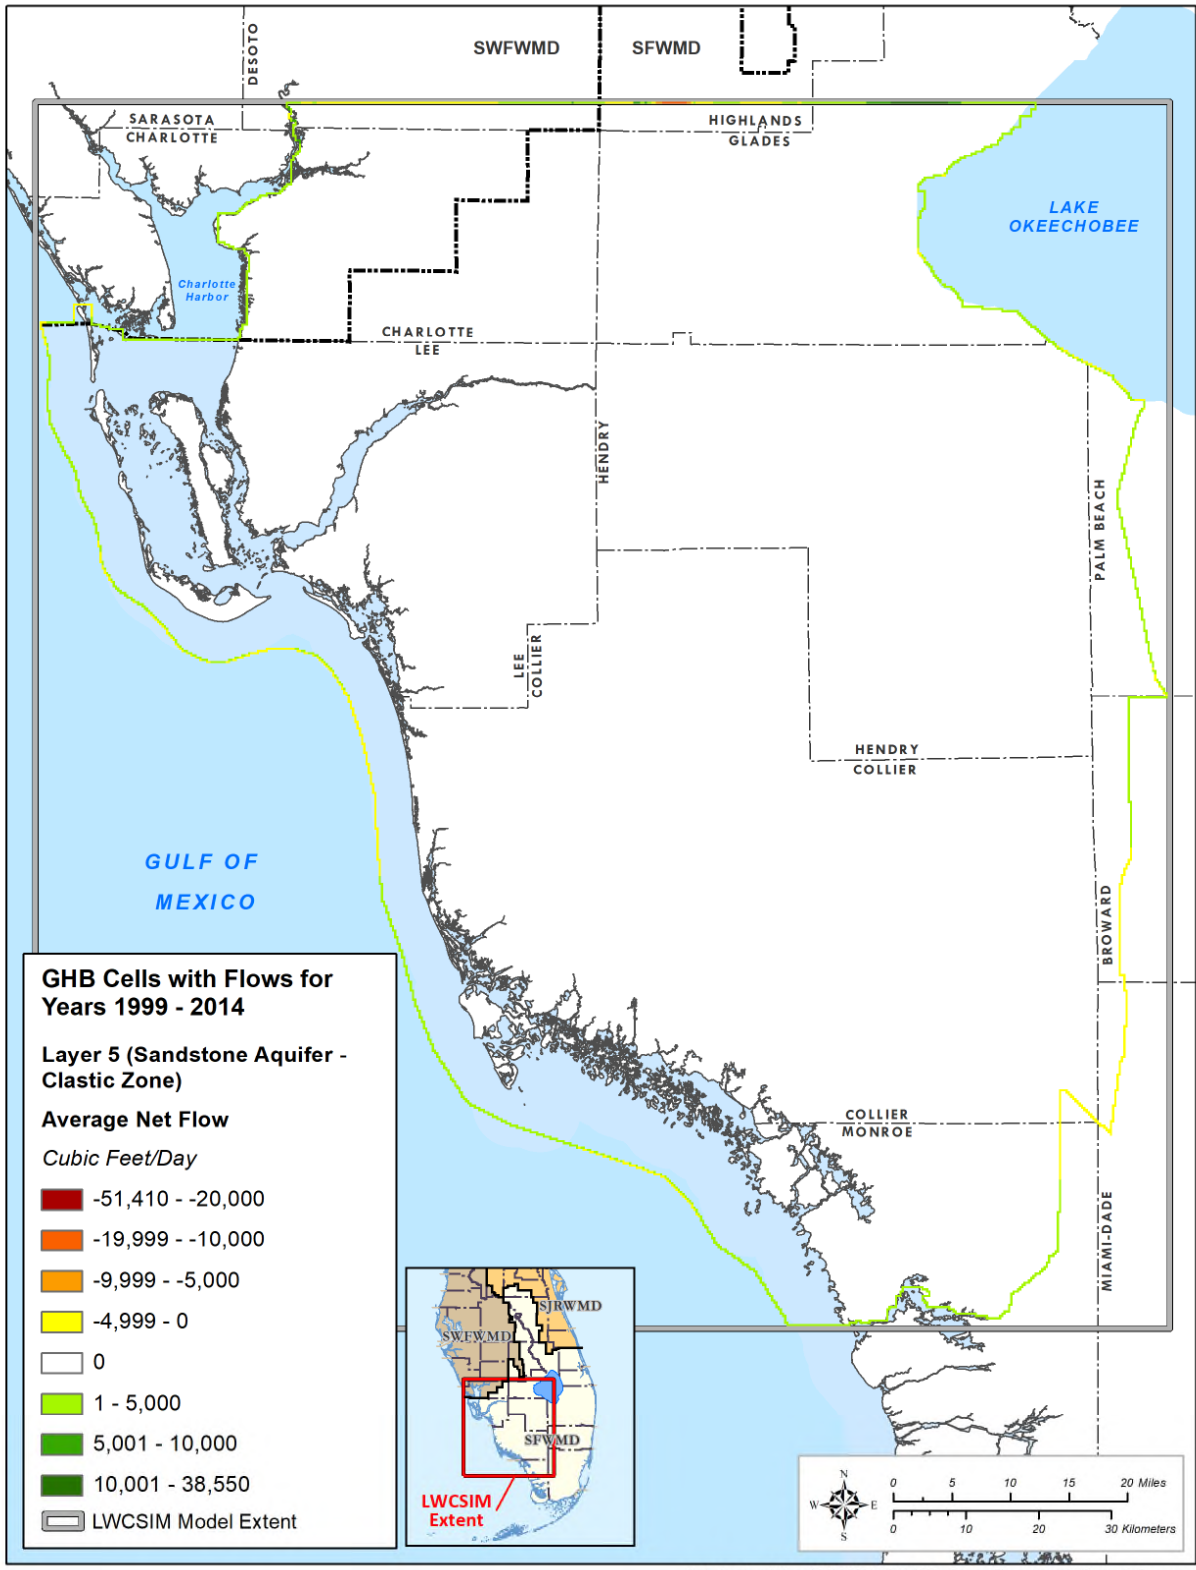 DESOTO
SWFWMD
SFWMD
SARASOTA
CHARLOTTE
HIGHLANDS
GLADES
LAKE
OKEECHOBEE
Charlotte
Harbor
CHARLOTTE
LEE
HENDRY
PALM BEACH
LEE
COLLIER
HENDRY
COLLIER
GULF OF
MEXICO
BROWARD
COLLIER
MONROE
MIAMI-DADE
GHB Cells with Flows for
Years 1999 - 2014
Layer 5 (Sandstone Aquifer -
Clastic Zone)
Average Net Flow
Cubic Feet/Day
-51,410 - -20,000
-19,999 - -10,000
-9,999 - -5,000
-4,999 - 0
0
1 - 5,000
5,001 - 10,000
10,001 - 38,550
LWCSIM Model Extent
SJRWMD
SWFWMD
SFWMD
LWCSIM
Extent
N
W E
S
0 5 10 15 20 Miles
0 10 20 30 Kilometers